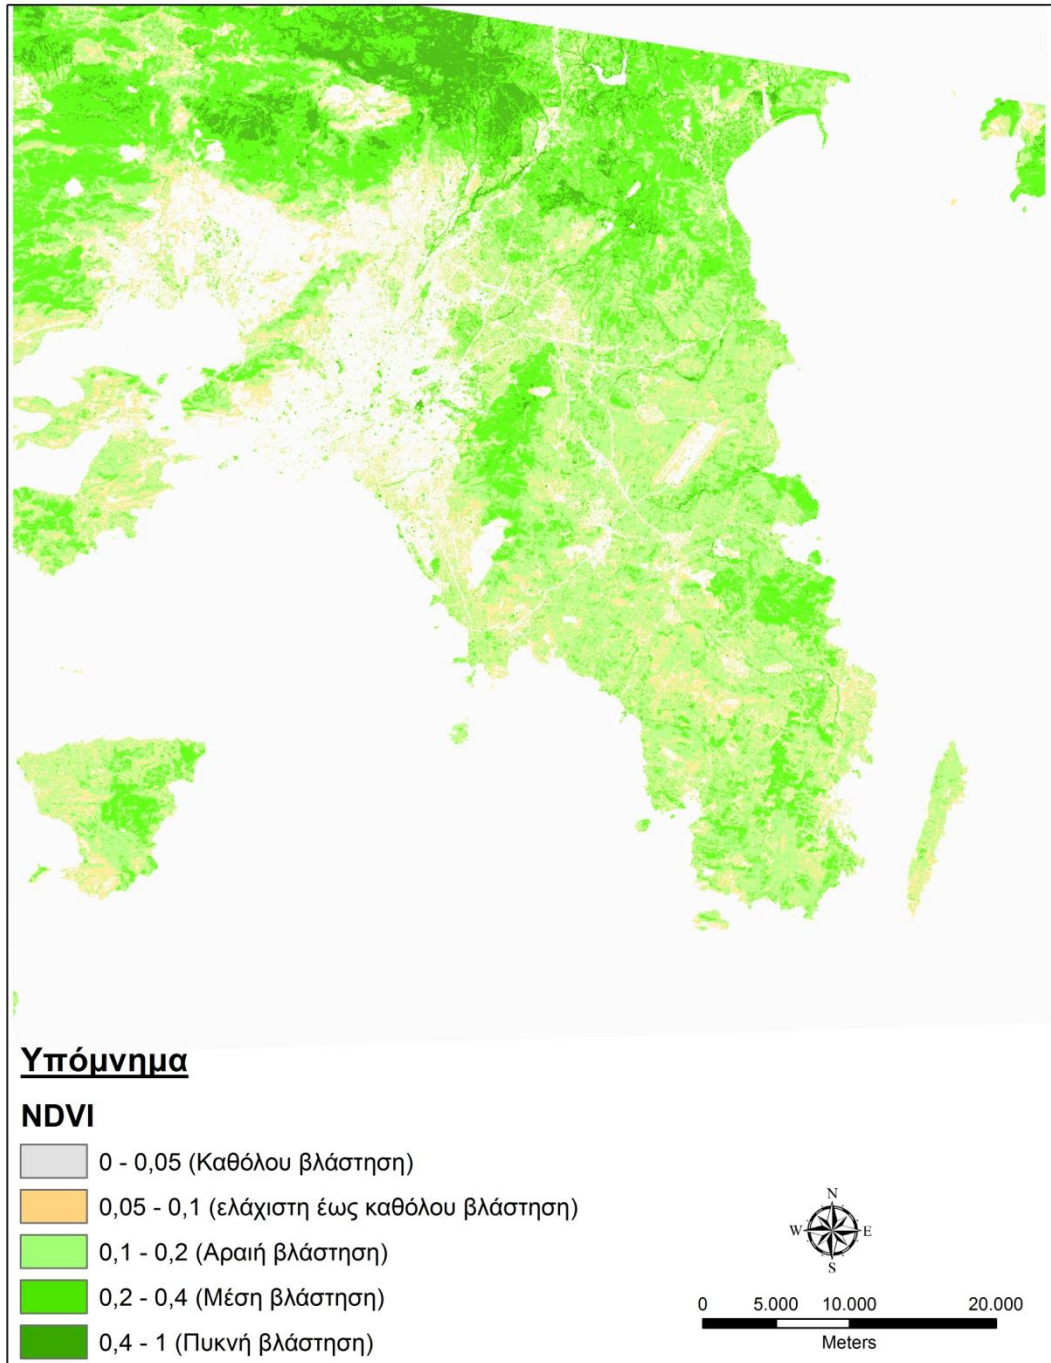 Υπόμνημα
NDVI
0 - 0,05 (Καθόλου βλάστηση)
0,05 - 0,1 (ελάχιστη έως καθόλου βλάστηση)
0,1 - 0,2 (Αραιή βλάστηση)
0,2 - 0,4 (Μέση βλάστηση)
0,4 - 1 (Πυκνή βλάστηση)
N
W E
S
0 5.000 10.000 20.000
Meters